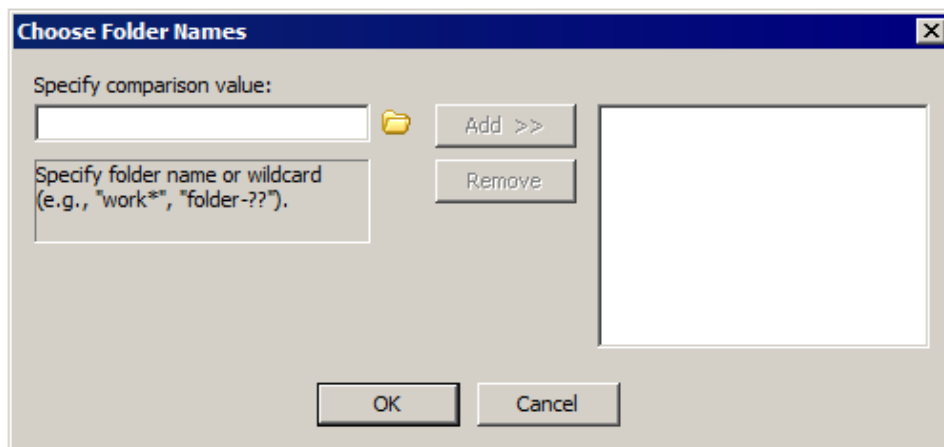 Choose Folder Names
Specify comparison value:
Add >>
Remove
Specify folder name or wildcard
(e.g., "work*", "folder-??").
OK
Cancel